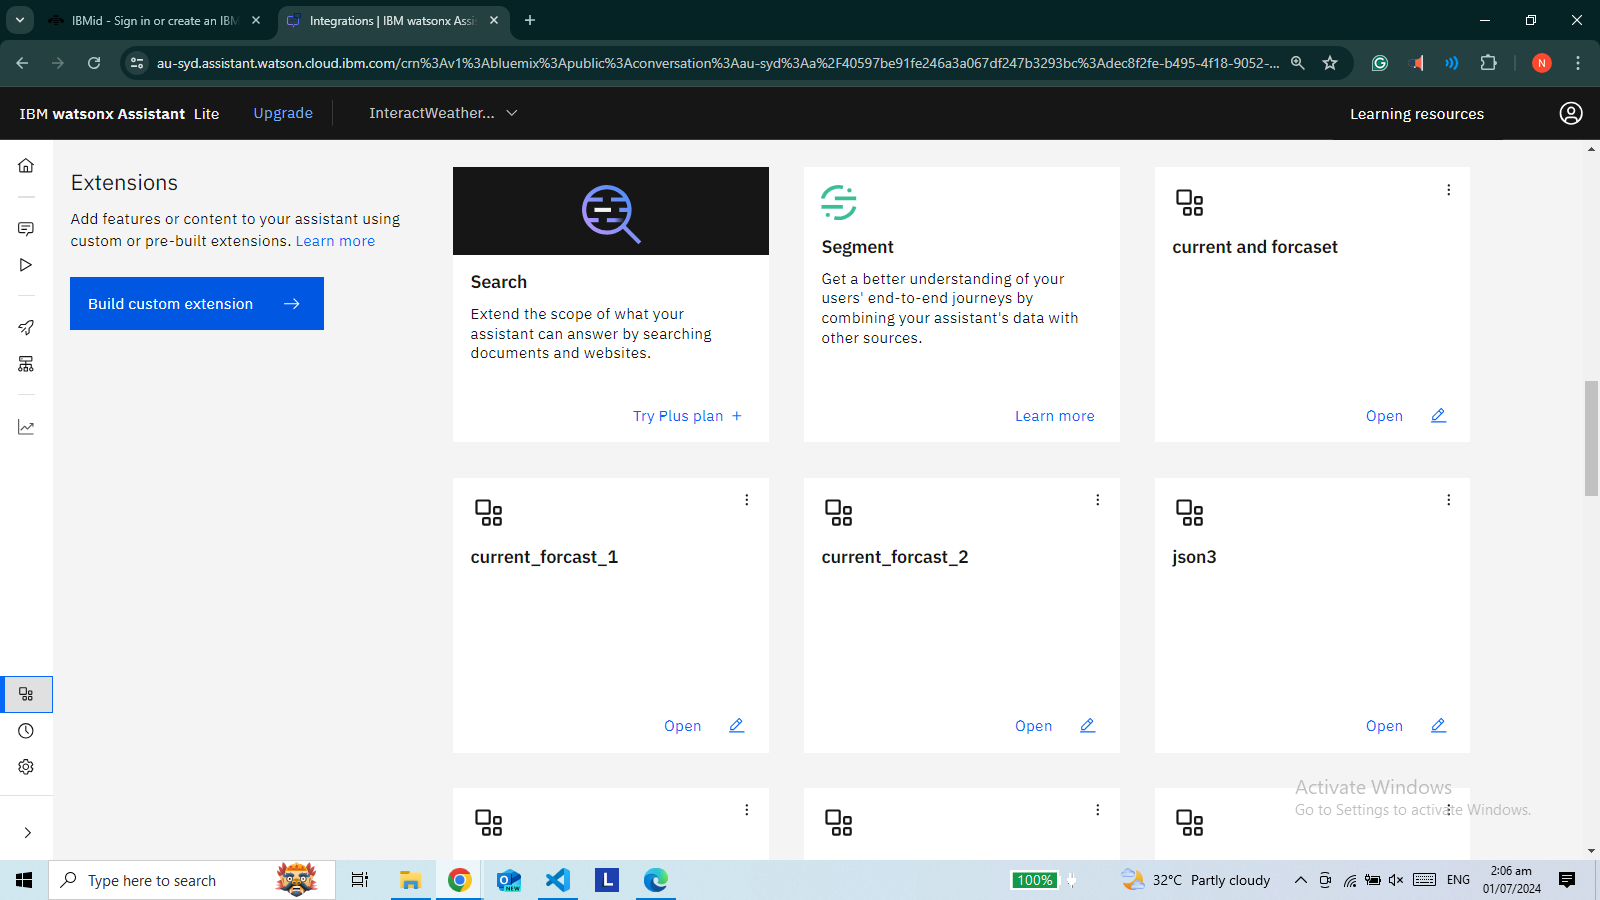 IBMid - Sign in or create an IBM
Integrations | IBM watsonx Assi
au-syd.assistant.watson.cloud.ibm.com/crn%3Av1%3Abluemix%3Apublic%3Aconversation%3Aau-syd%3Aa%2F40597be91fe246a3a067df247b3293bc%3Adec8f2fe-b495-4f18-9052-...
N
IBM watsonx Assistant Lite
Upgrade
InteractWeather...
Learning resources
Extensions
Add features or content to your assistant using
custom or pre-built extensions. Learn more
Build custom extension
Search
Extend the scope of what your
assistant can answer by searching
documents and websites.
Try Plus plan +
Segment
Get a better understanding of your
users' end-to-end journeys by
combining your assistant's data with
other sources.
Learn more
current and forcaset
Open
current_forcast_1
Open
current_forcast_2
Open
json3
Open
Activate Windows
Go to Settings to activate Windows.
Type here to search
NEW
L
100%
32°C Partly cloudy
ENG
2:06 am
01/07/2024